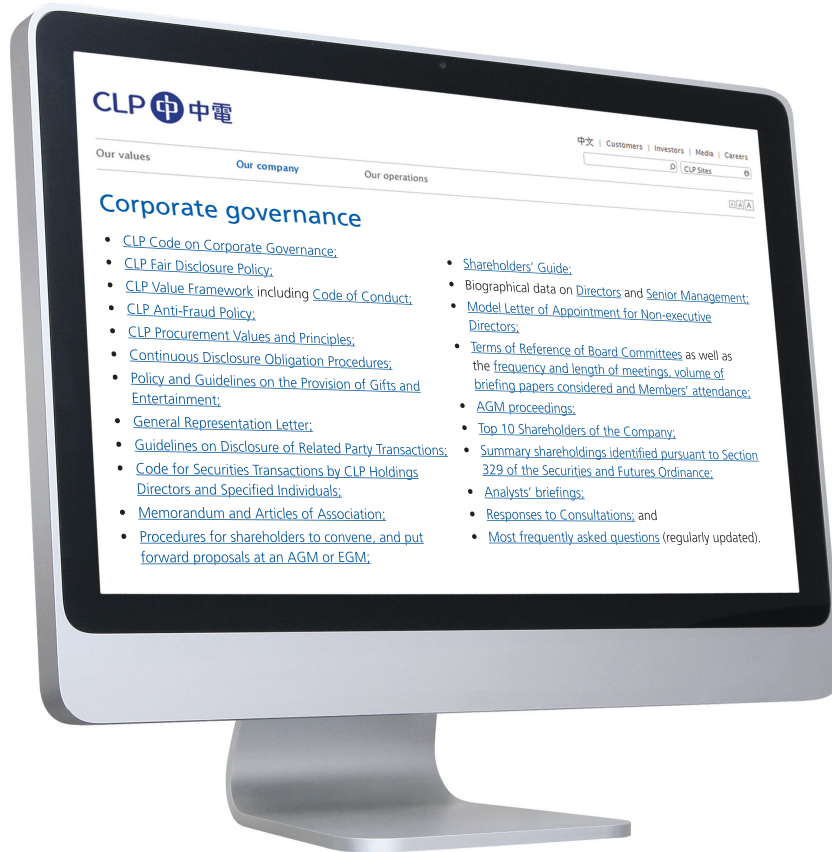 CLP 中電
中文 | Customers | Investors | Media | Careers
CLP Sites
Our values
Our company
Our operations
A A A
Corporate governance
• CLP Code on Corporate Governance;
• CLP Fair Disclosure Policy;
• CLP Value Framework including Code of Conduct;
• CLP Anti-Fraud Policy;
• CLP Procurement Values and Principles;
• Continuous Disclosure Obligation Procedures;
• Policy and Guidelines on the Provision of Gifts and
Entertainment;
• General Representation Letter;
• Guidelines on Disclosure of Related Party Transactions;
• Code for Securities Transactions by CLP Holdings
Directors and Specified Individuals;
• Memorandum and Articles of Association;
• Procedures for shareholders to convene, and put
forward proposals at an AGM or EGM;
• Shareholders’ Guide;
• Biographical data on Directors and Senior Management;
• Model Letter of Appointment for Non-executive
Directors;
• Terms of Reference of Board Committees as well as
the frequency and length of meetings, volume of
briefing papers considered and Members’ attendance;
• AGM proceedings;
• Top 10 Shareholders of the Company;
• Summary shareholdings identified pursuant to Section
329 of the Securities and Futures Ordinance;
• Analysts’ briefings;
• Responses to Consultations; and
• Most frequently asked questions (regularly updated).